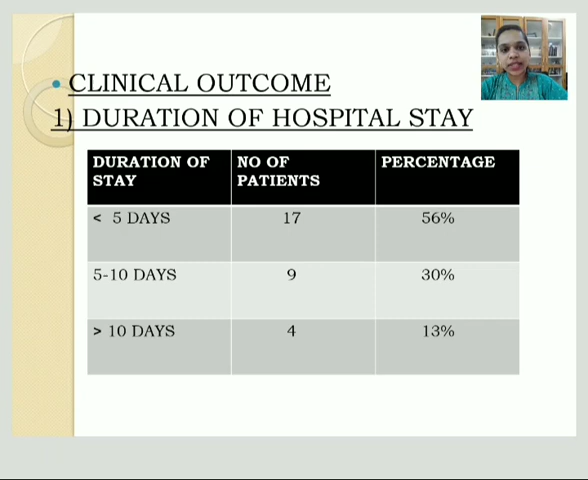 CLINICAL OUTCOME
1) DURATION OF HOSPITAL STAY
DURATION OF STAY NO OF PATIENTS PERCENTAGE
< 5 DAYS 17 56%
5-10 DAYS 9 30%
> 10 DAYS 4 13%